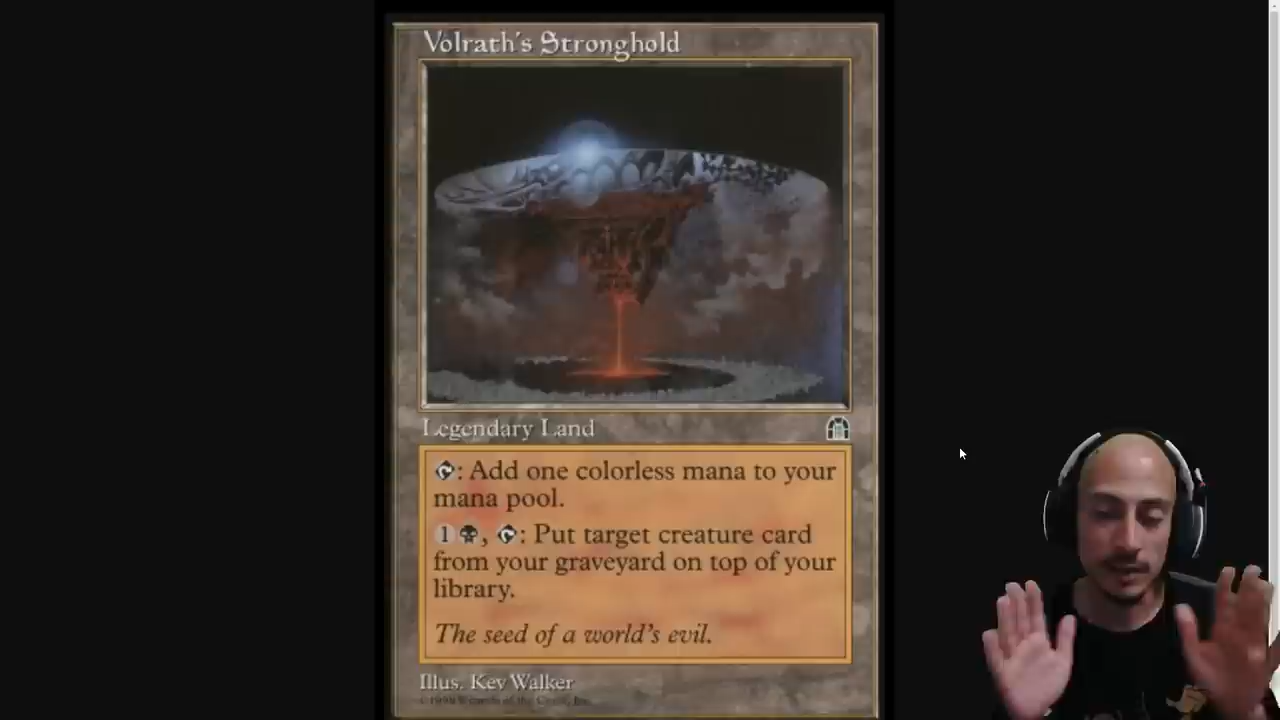 Volrath's Stronghold
Legendary Land
: Add one colorless mana to your
mana pool.
1 , : Put target creature card
from your graveyard on top of your
library.
The seed of a world's evil.
Illus. Kev Walker